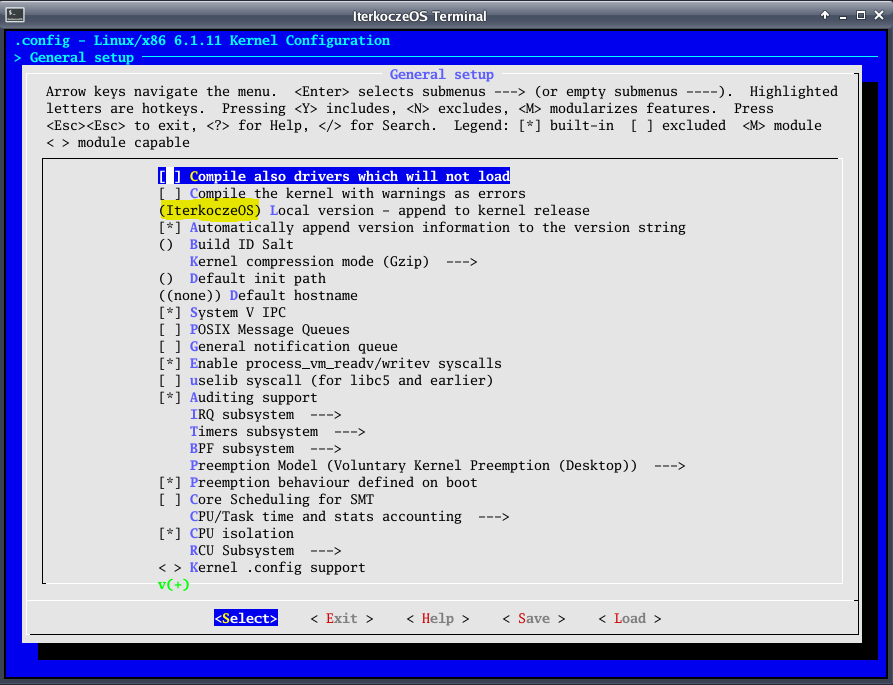 IterkoczeOS Terminal
.config - Linux/x86 6.1.11 Kernel Configuration
> General setup
General setup
Arrow keys navigate the menu.  <Enter> selects submenus ---> (or empty submenus ----).  Highlighted
letters are hotkeys.  Pressing <Y> includes, <N> excludes, <M> modularizes features.  Press
<Esc><Esc> to exit, <?> for Help, </> for Search.  Legend: [*] built-in  [ ] excluded  <M> module
< > module capable
[ ] Compile also drivers which will not load
[ ] Compile the kernel with warnings as errors
(IterkoczeOS) Local version - append to kernel release
[*] Automatically append version information to the version string
()  Build ID Salt
Kernel compression mode (Gzip)  --->
()  Default init path
((none)) Default hostname
[*] System V IPC
[ ] POSIX Message Queues
[ ] General notification queue
[*] Enable process_vm_readv/writev syscalls
[ ] uselib syscall (for libc5 and earlier)
[*] Auditing support
IRQ subsystem  --->
Timers subsystem  --->
BPF subsystem  --->
Preemption Model (Voluntary Kernel Preemption (Desktop))  --->
[*] Preemption behaviour defined on boot
[ ] Core Scheduling for SMT
CPU/Task time and stats accounting  --->
[*] CPU isolation
RCU Subsystem  --->
< > Kernel .config support
v(+)
<Select>    < Exit >    < Help >    < Save >    < Load >